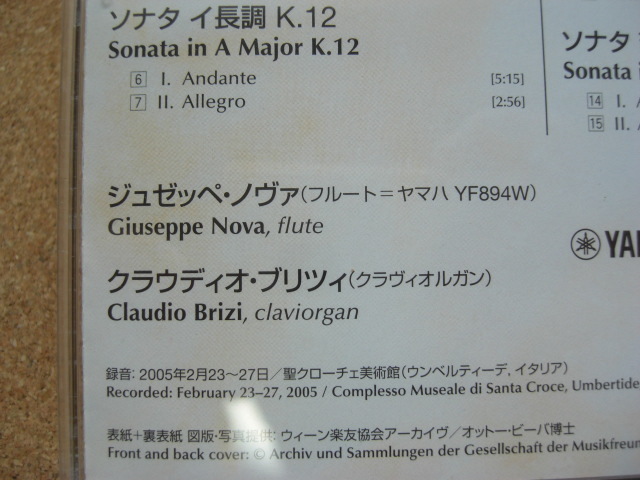 ソナタ イ長調 K.12
Sonata in A Major K.12
6 I. Andante [5:15]
7 II. Allegro [2:56]
ソナタ
Sonata
14 I.
15 II.
ジュゼッペ・ノヴァ(フルート=ヤマハ YF894W)
Giuseppe Nova, flute
クラウディオ・ブリツィ(クラヴィオルガン)
Claudio Brizi, claviorgan
録音: 2005年2月23〜27日/聖クローチェ美術館(ウンベルティーデ, イタリア)
Recorded: February 23–27, 2005 / Complesso Museale di Santa Croce, Umbertide
表紙+裏表紙 図版・写真提供: ウィーン楽友協会アーカイヴ/オットー・ビーバ博士
Front and back cover: © Archiv und Sammlungen der Gesellschaft der Musikfreun